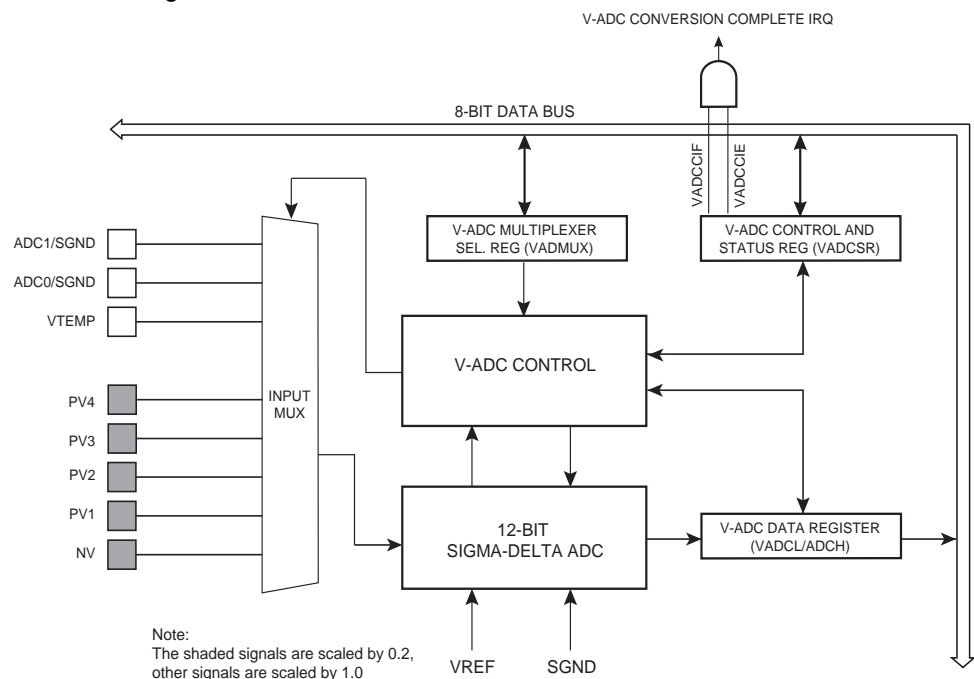 V-ADC CONVERSION COMPLETE IRQ
8-BIT DATA BUS
VADCCIF
VADCCIE
V-ADC MULTIPLEXER
SEL. REG (VADMUX)
V-ADC CONTROL AND
STATUS REG (VADCSR)
ADC1/SGND
ADC0/SGND
VTEMP
PV4
PV3
PV2
PV1
NV
INPUT
MUX
V-ADC CONTROL
12-BIT
SIGMA-DELTA ADC
V-ADC DATA REGISTER
(VADCL/ADCH)
VREF
SGND
Note:
The shaded signals are scaled by 0.2,
other signals are scaled by 1.0